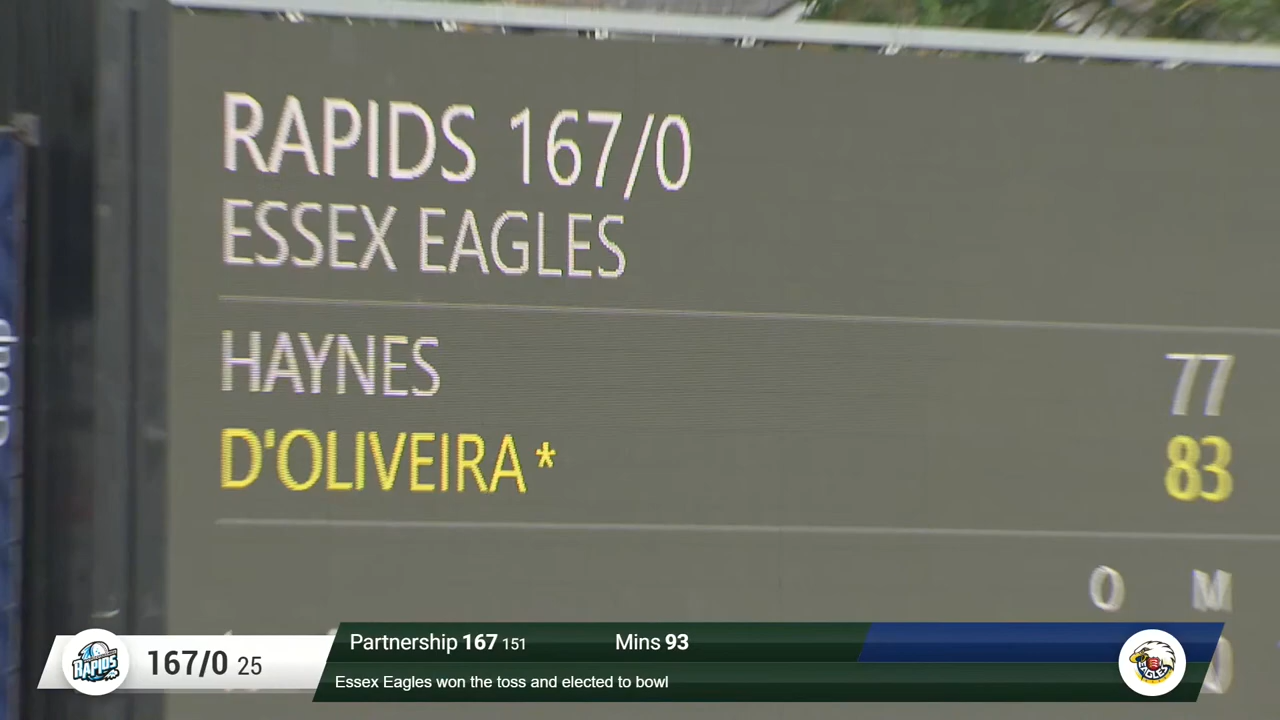 RAPIDS 167/0
ESSEX EAGLES
HAYNES 77
D'OLIVEIRA* 83
O M
RAPIDS 167/0 25
Partnership 167 151 Mins 93
Essex Eagles won the toss and elected to bowl
EAGLES